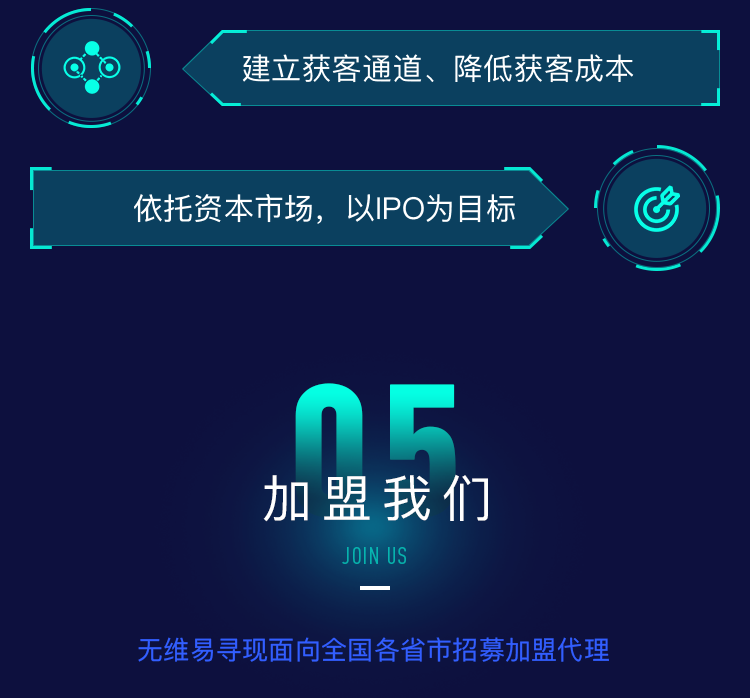 建立获客通道、降低获客成本
依托资本市场，以IPO为目标
05
加盟我们
JOIN US
无维易寻现面向全国各省市招募加盟代理